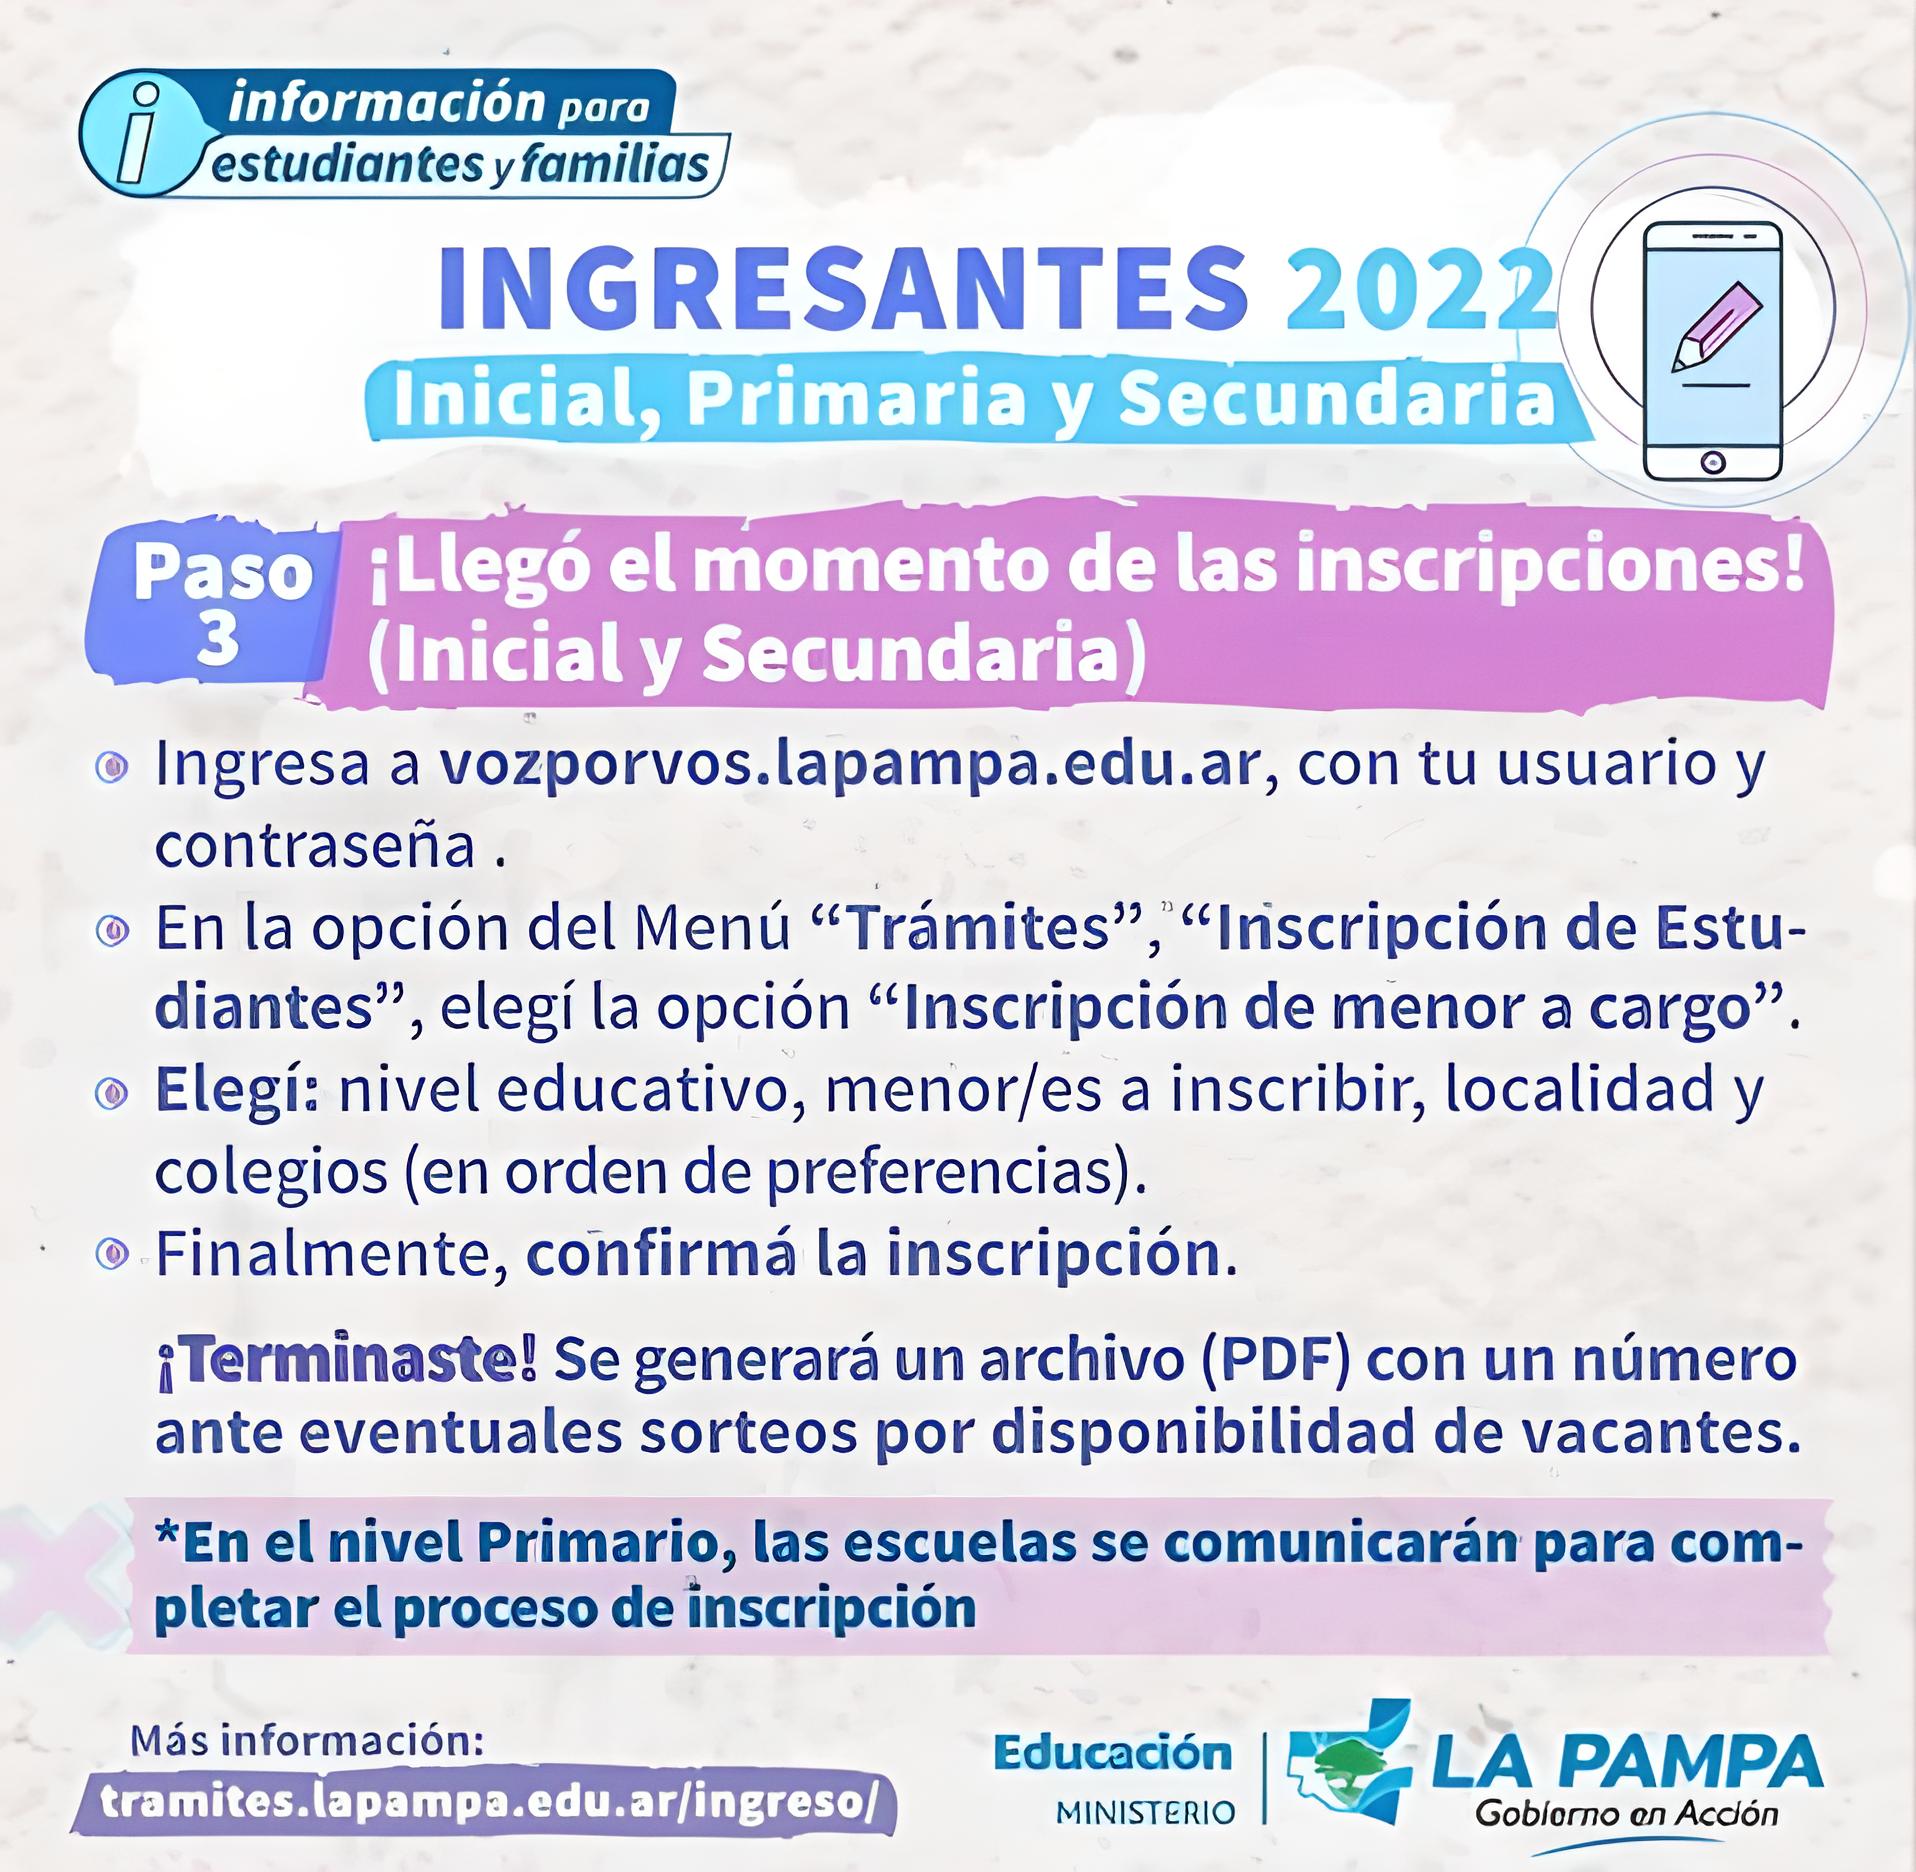 i información para
estudiantes y familias
INGRESANTES 2022
Inicial, Primaria y Secundaria
Paso
3
¡Llegó el momento de las inscripciones!
(Inicial y Secundaria)
Ingresa a vozporvos.lapampa.edu.ar, con tu usuario y
contraseña .
En la opción del Menú “Trámites”, “Inscripción de Estu-
diantes”, elegí la opción “Inscripción de menor a cargo”.
Elegí: nivel educativo, menor/es a inscribir, localidad y
colegios (en orden de preferencias).
Finalmente, confirmá la inscripción.
¡Terminaste! Se generará un archivo (PDF) con un número
ante eventuales sorteos por disponibilidad de vacantes.
*En el nivel Primario, las escuelas se comunicarán para com-
pletar el proceso de inscripción
Más información:
tramites.lapampa.edu.ar/ingreso/
Educación
MINISTERIO
LA PAMPA
Gobierno en Acción